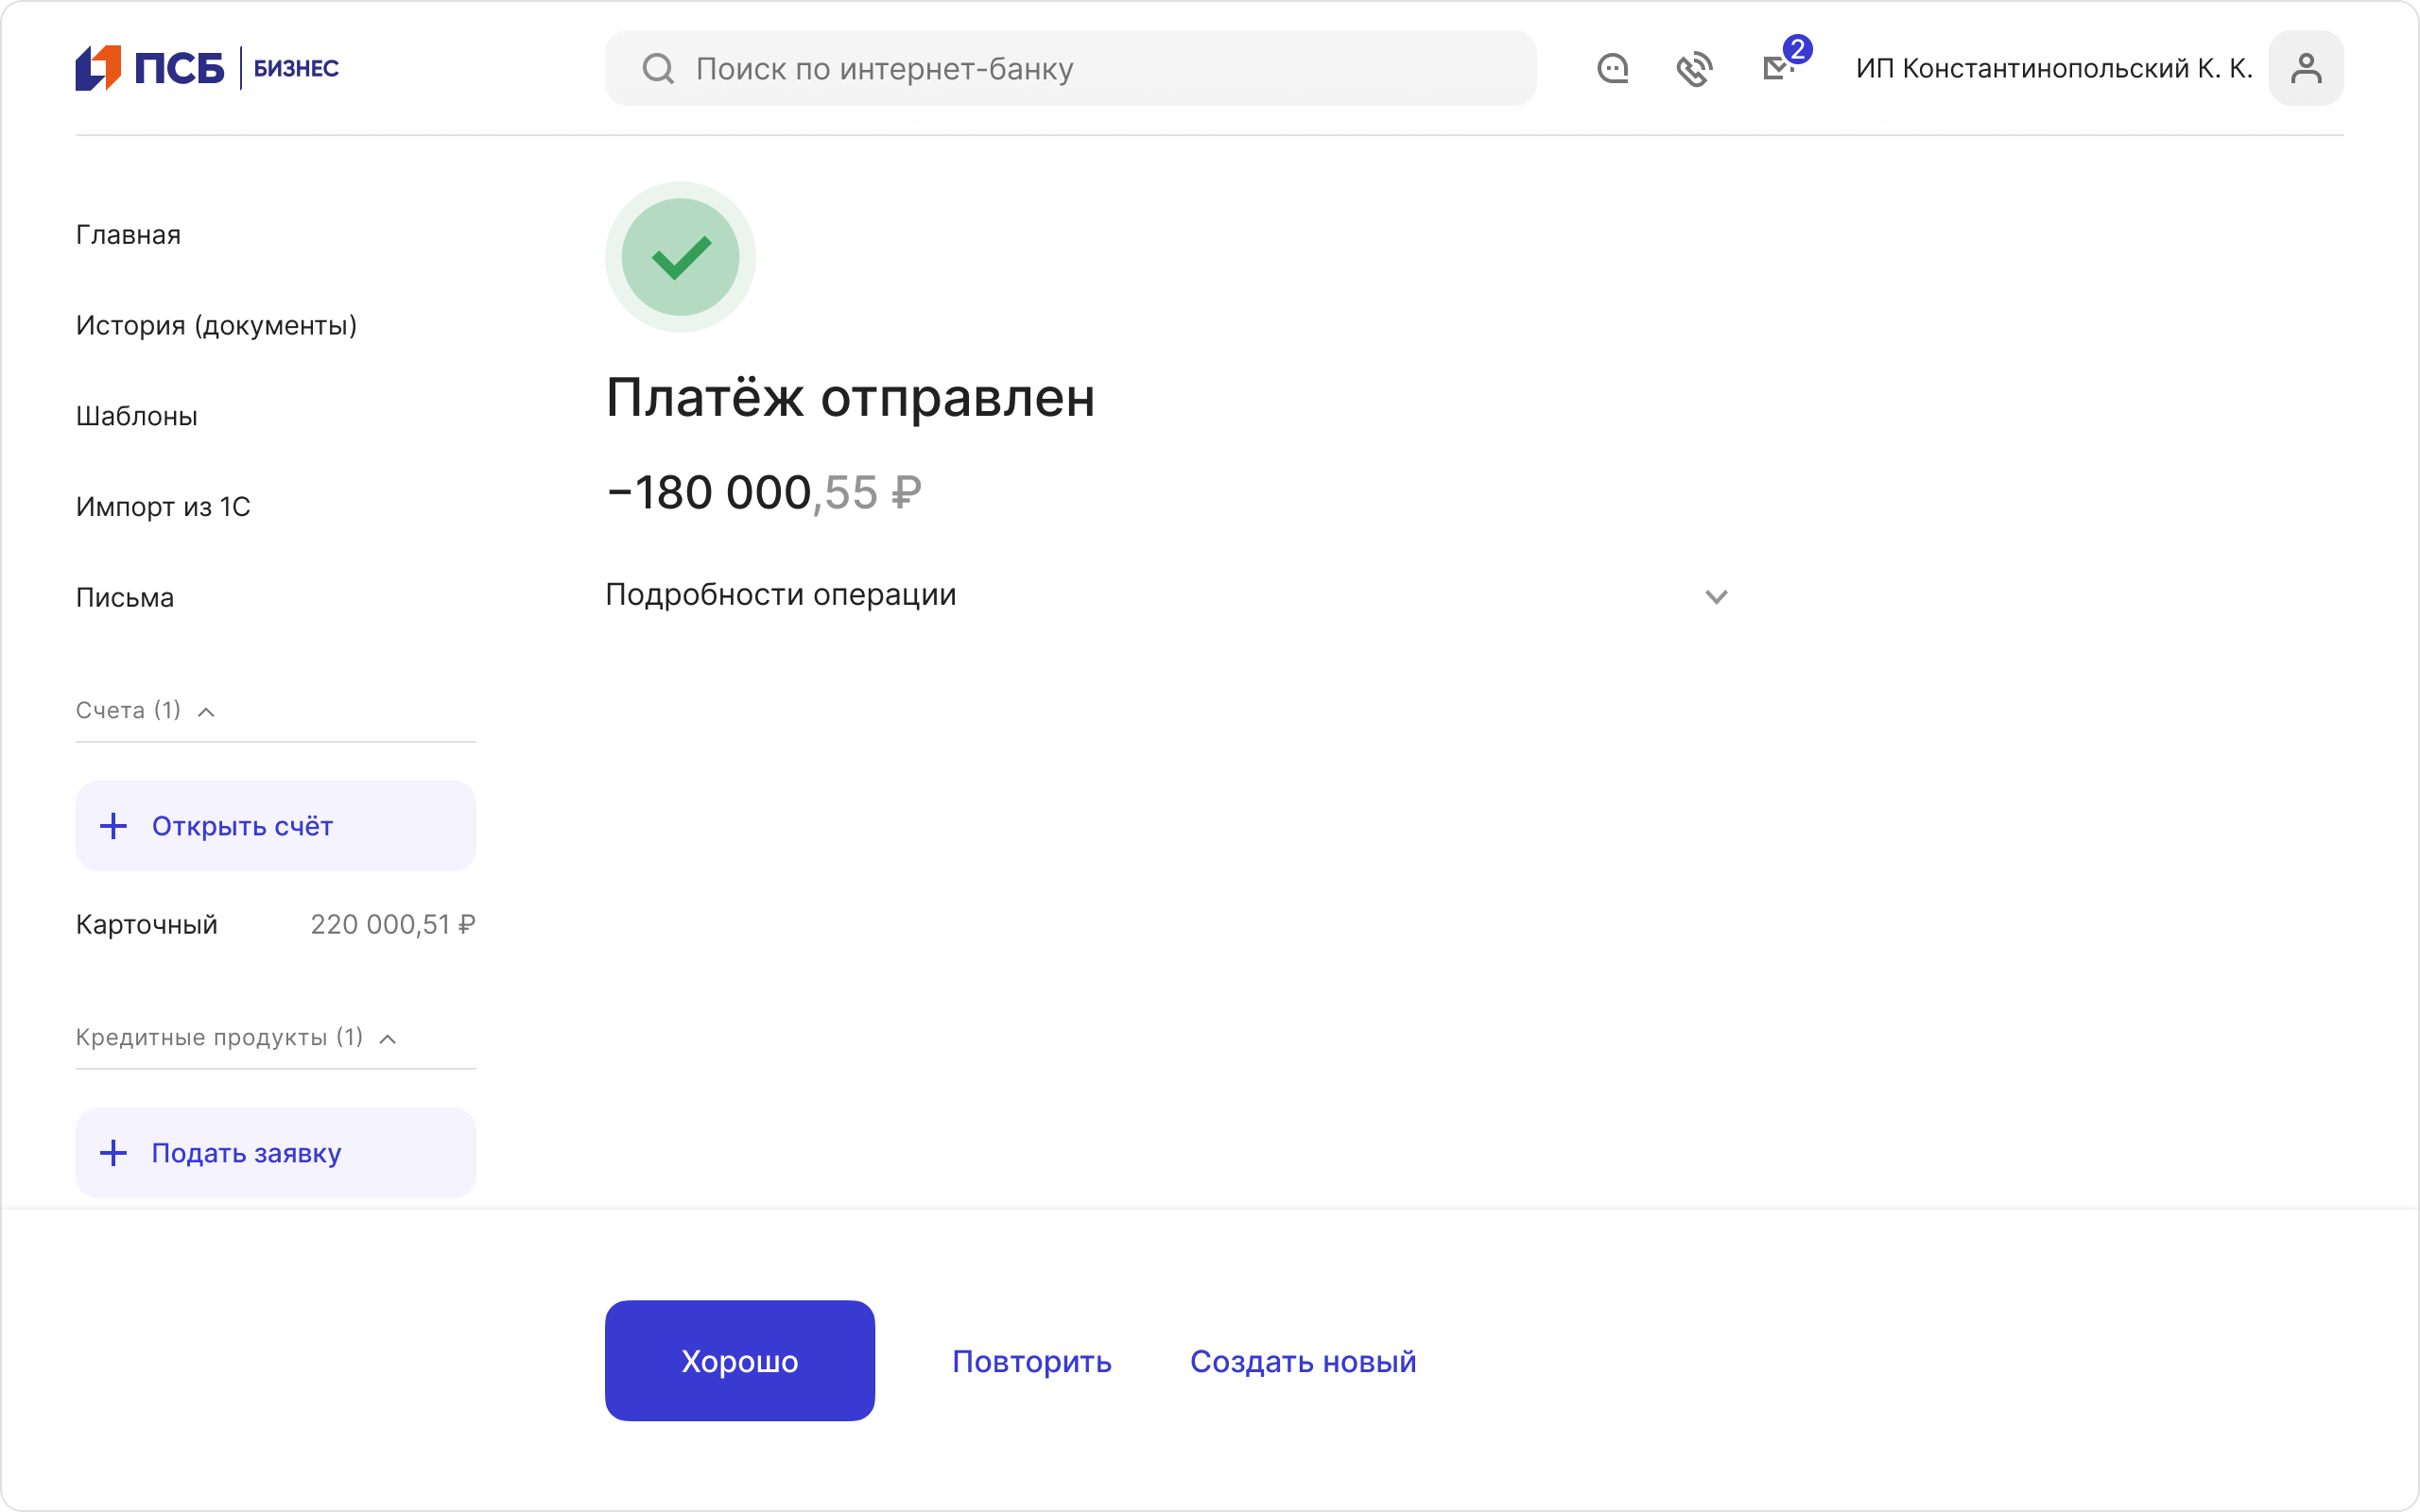 ПСБ БИЗНЕС
Поиск по интернет-банку
2
ИП Константинопольский К. К.
Главная
История (документы)
Шаблоны
Импорт из 1С
Письма
Счета (1)
Открыть счёт
Карточный 220 000,51 ₽
Кредитные продукты (1)
Подать заявку
Платёж отправлен
−180 000,55 ₽
Подробности операции
Хорошо
Повторить
Создать новый